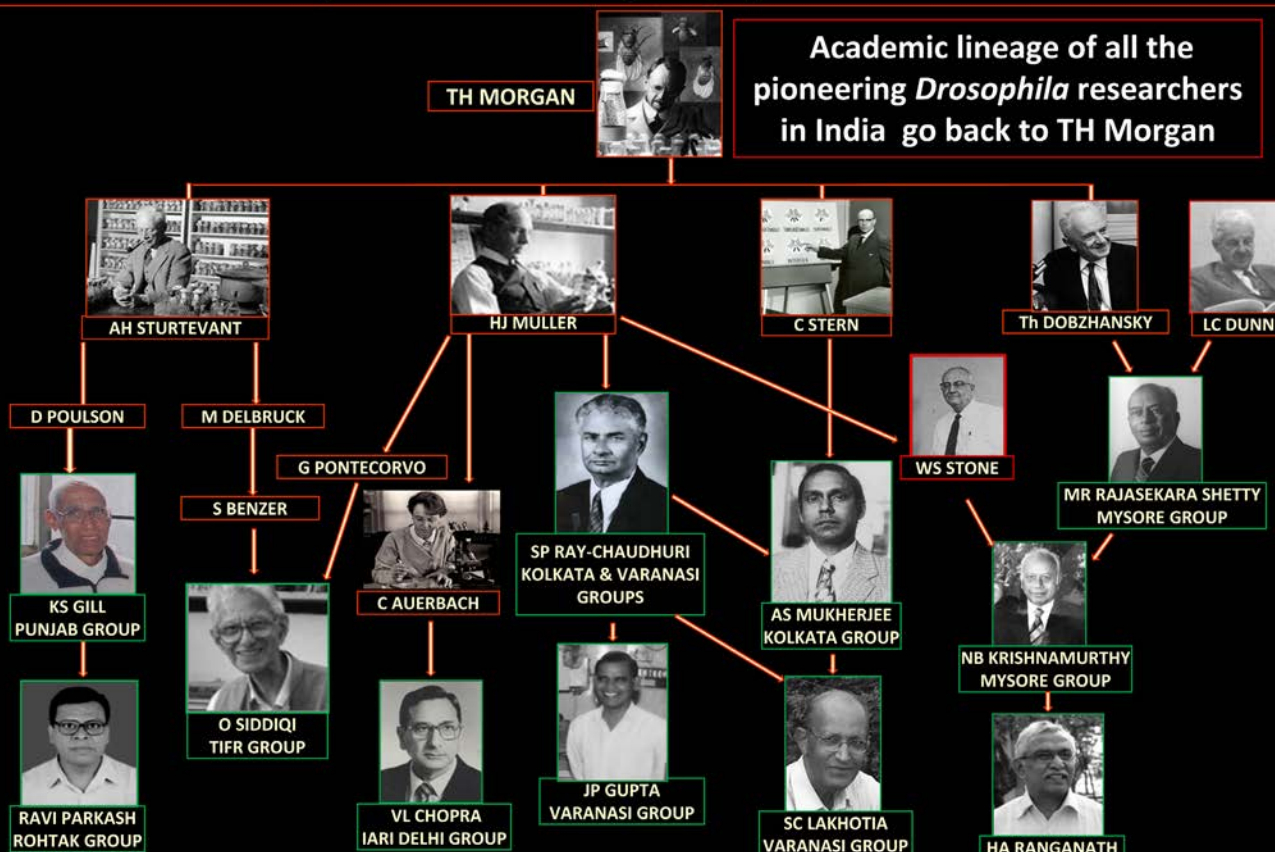 TH MORGAN
Academic lineage of all the
pioneering Drosophila researchers
in India go back to TH Morgan
AH STURTEVANT
HJ MULLER
C STERN
Th DOBZHANSKY
LC DUNN
D POULSON
M DELBRUCK
G PONTECORVO
WS STONE
S BENZER
MR RAJASEKARA SHETTY
MYSORE GROUP
SP RAY-CHAUDHURI
KOLKATA & VARANASI
GROUPS
KS GILL
PUNJAB GROUP
C AUERBACH
AS MUKHERJEE
KOLKATA GROUP
NB KRISHNAMURTHY
MYSORE GROUP
O SIDDIQI
TIFR GROUP
RAVI PARKASH
ROHTAK GROUP
VL CHOPRA
IARI DELHI GROUP
JP GUPTA
VARANASI GROUP
SC LAKHOTIA
VARANASI GROUP
HA RANGANATH